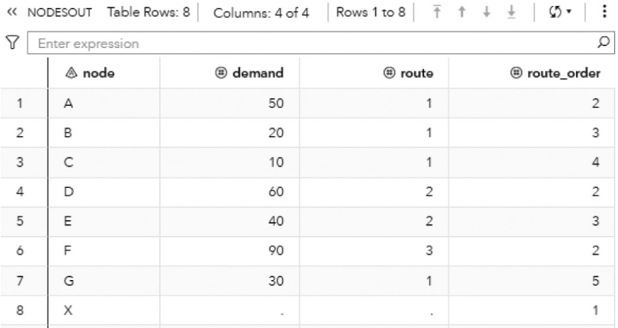 NODESOUT Table Rows: 8 Columns: 4 of 4 Rows 1 to 8
Enter expression
node demand route route_order
1 A 50 1 2
2 B 20 1 3
3 C 10 1 4
4 D 60 2 2
5 E 40 2 3
6 F 90 3 2
7 G 30 1 5
8 X . . 1